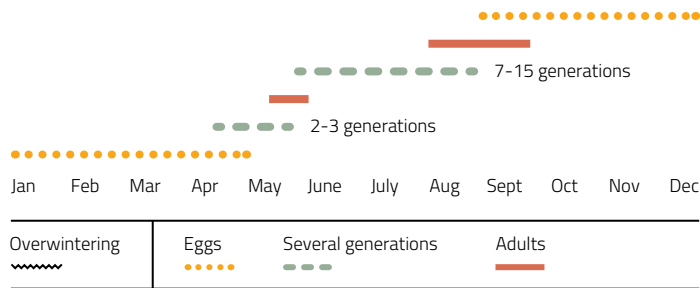 7-15 generations
2-3 generations
Jan Feb Mar Apr May June July Aug Sept Oct Nov Dec
Overwintering Eggs Several generations Adults